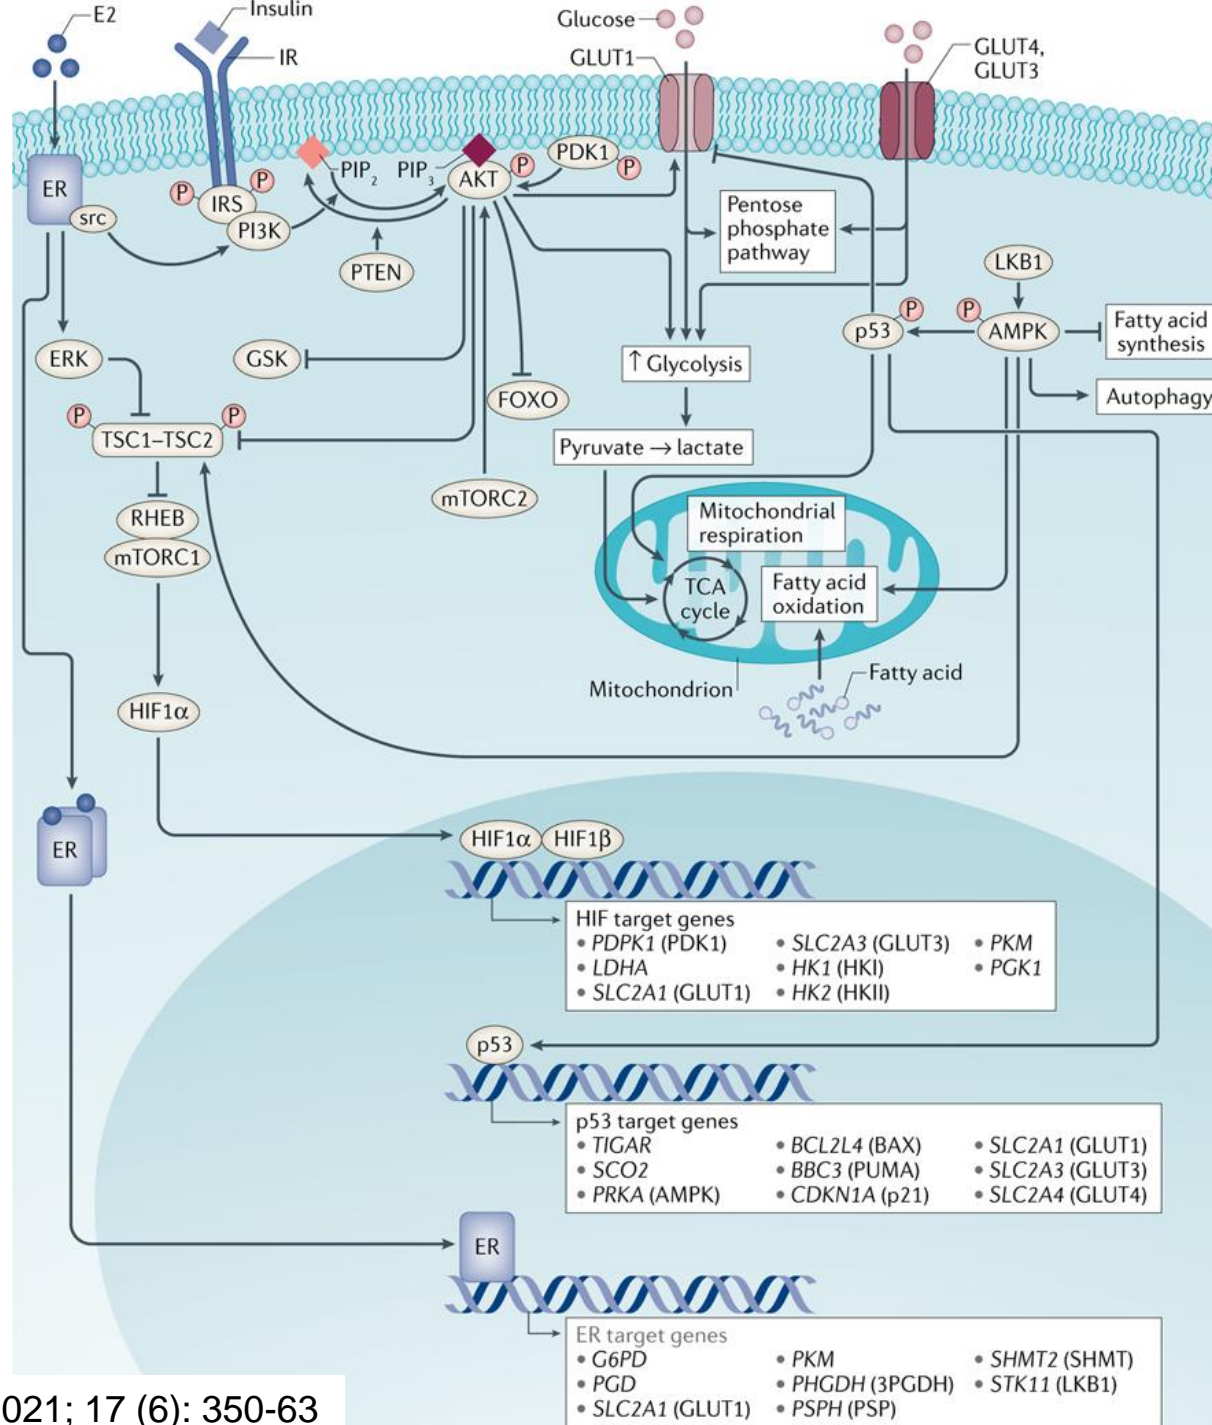 E2
Insulin
IR
Glucose
GLUT1
GLUT4,
GLUT3
ER
src
P
IRS
P
PI3K
PIP2
PIP3
AKT
P
PDK1
P
PTEN
Pentose
phosphate
pathway
LKB1
p53
P
P
AMPK
Fatty acid
synthesis
Autophagy
ERK
GSK
FOXO
↑ Glycolysis
P
P
TSC1–TSC2
Pyruvate → lactate
RHEB
mTORC1
mTORC2
Mitochondrial
respiration
TCA
cycle
Fatty acid
oxidation
Mitochondrion
Fatty acid
HIF1α
ER
HIF1α
HIF1β
HIF target genes
• PDPK1 (PDK1)
• LDHA
• SLC2A1 (GLUT1)
• SLC2A3 (GLUT3)
• HK1 (HKI)
• HK2 (HKII)
• PKM
• PGK1
p53
p53 target genes
• TIGAR
• SCO2
• PRKA (AMPK)
• BCL2L4 (BAX)
• BBC3 (PUMA)
• CDKN1A (p21)
• SLC2A1 (GLUT1)
• SLC2A3 (GLUT3)
• SLC2A4 (GLUT4)
ER
ER target genes
• G6PD
• PGD
• SLC2A1 (GLUT1)
• PKM
• PHGDH (3PGDH)
• PSPH (PSP)
• SHMT2 (SHMT)
• STK11 (LKB1)
021; 17 (6): 350-63